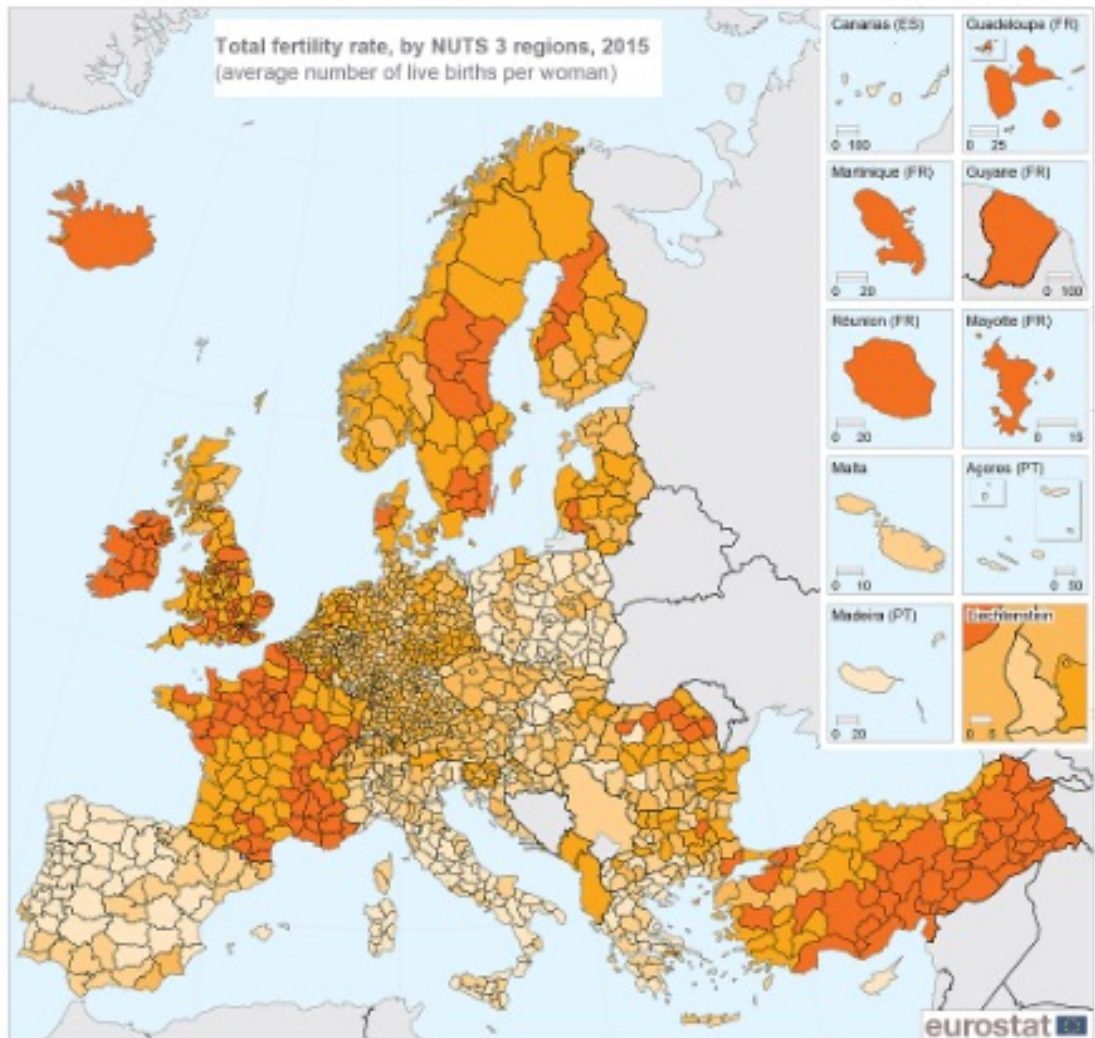 Total fertility rate, by NUTS 3 regions, 2015
(average number of live births per woman)
Canarias (ES)
0 100
Guadeloupe (FR)
0 25
Martinique (FR)
0 20
Guyane (FR)
0 100
Réunion (FR)
0 20
Mayotte (FR)
0 15
Malta
0 10
Açores (PT)
0 50
Madeira (PT)
0 20
Liechtenstein
0 5
eurostat